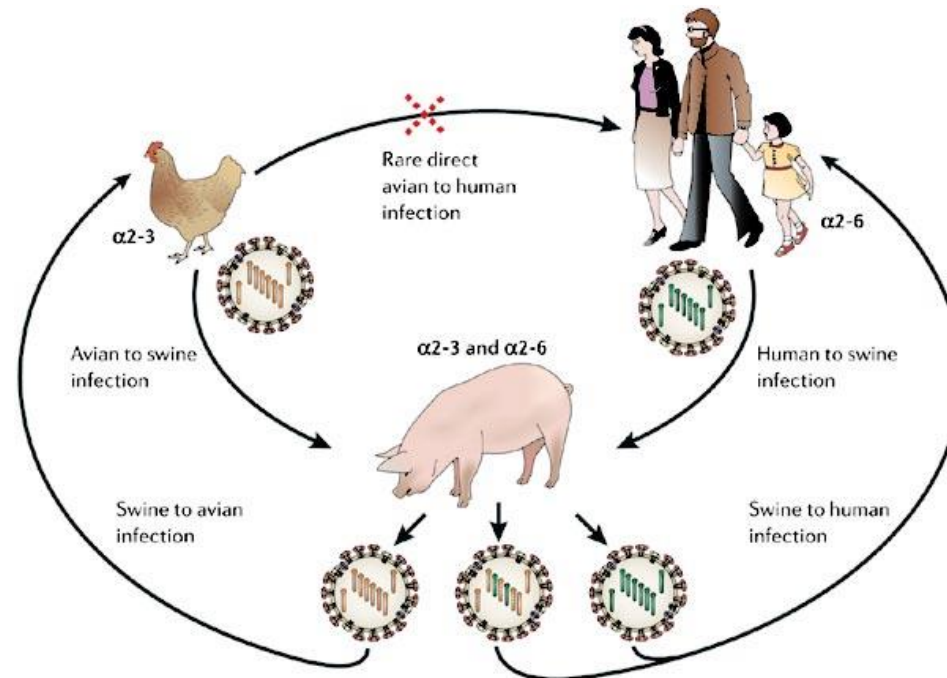 Rare direct
avian to human
infection
α2-3
α2-6
Avian to swine
infection
α2-3 and α2-6
Human to swine
infection
Swine to avian
infection
Swine to human
infection